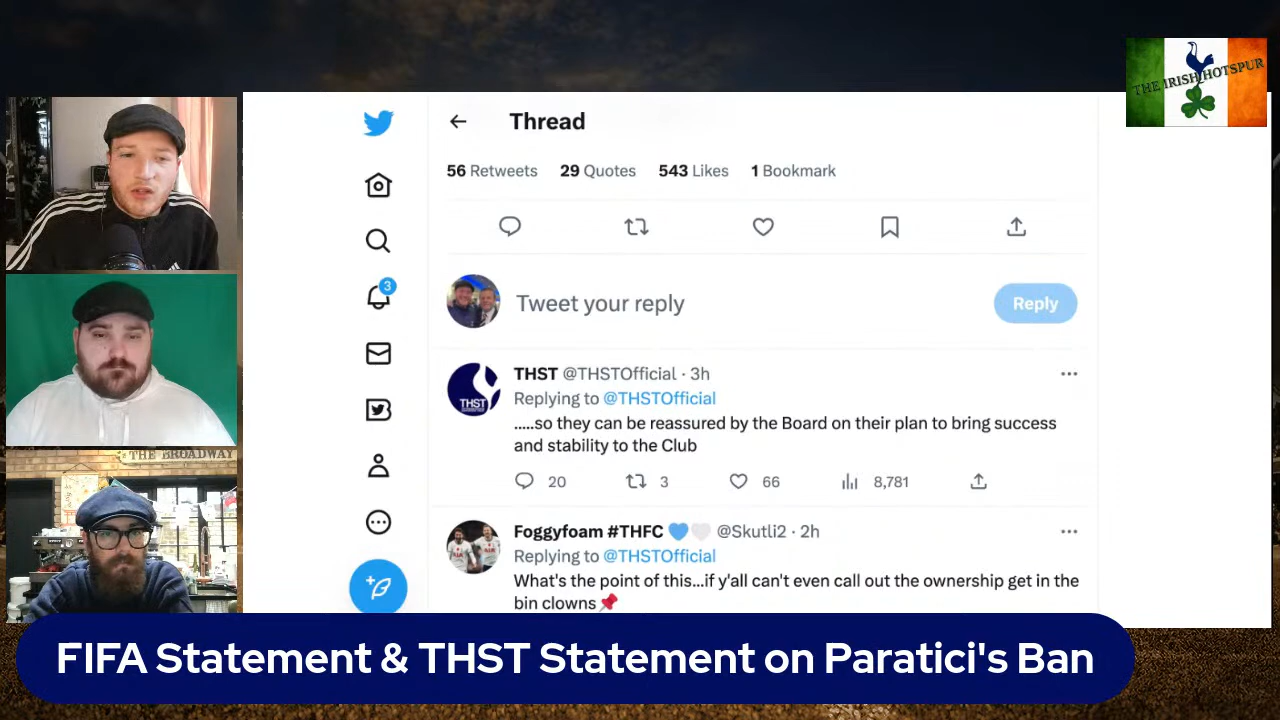 THE IRISH HOTSPUR
Thread
56 Retweets 29 Quotes 543 Likes 1 Bookmark
3
Tweet your reply
Reply
THST @THSTOfficial · 3h
Replying to @THSTOfficial
.....so they can be reassured by the Board on their plan to bring success
and stability to the Club
20 3 66 8,781
THST
Foggyfoam #THFC 🩵🤍 @Skutli2 · 2h
Replying to @THSTOfficial
What's the point of this...if y'all can't even call out the ownership get in the
bin clowns📌
THE BROADWAY
FIFA Statement & THST Statement on Paratici's Ban